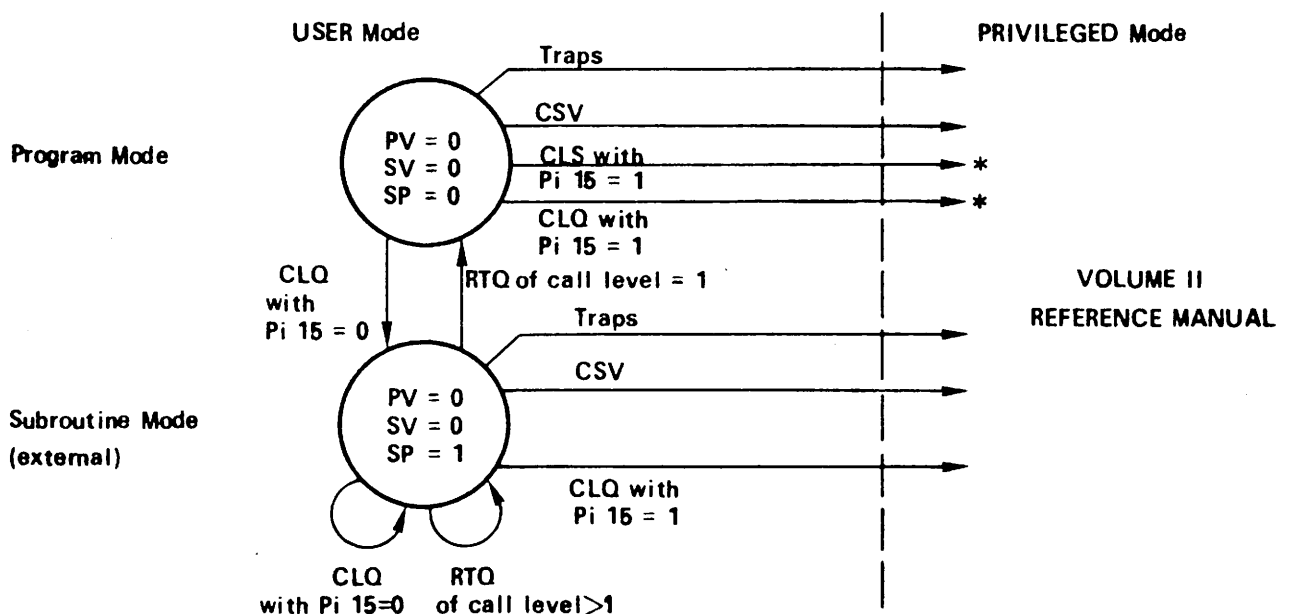 USER Mode
PRIVILEGED Mode
Traps
CSV
Program Mode
PV = 0
SV = 0
SP = 0
CLS with
Pi 15 = 1
*
*
CLQ with
Pi 15 = 1
CLQ
with
Pi 15 = 0
RTQ of call level = 1
VOLUME II
REFERENCE MANUAL
Traps
CSV
Subroutine Mode
(external)
PV = 0
SV = 0
SP = 1
CLQ with
Pi 15 = 1
CLQ
with Pi 15=0
RTQ
of call level>1